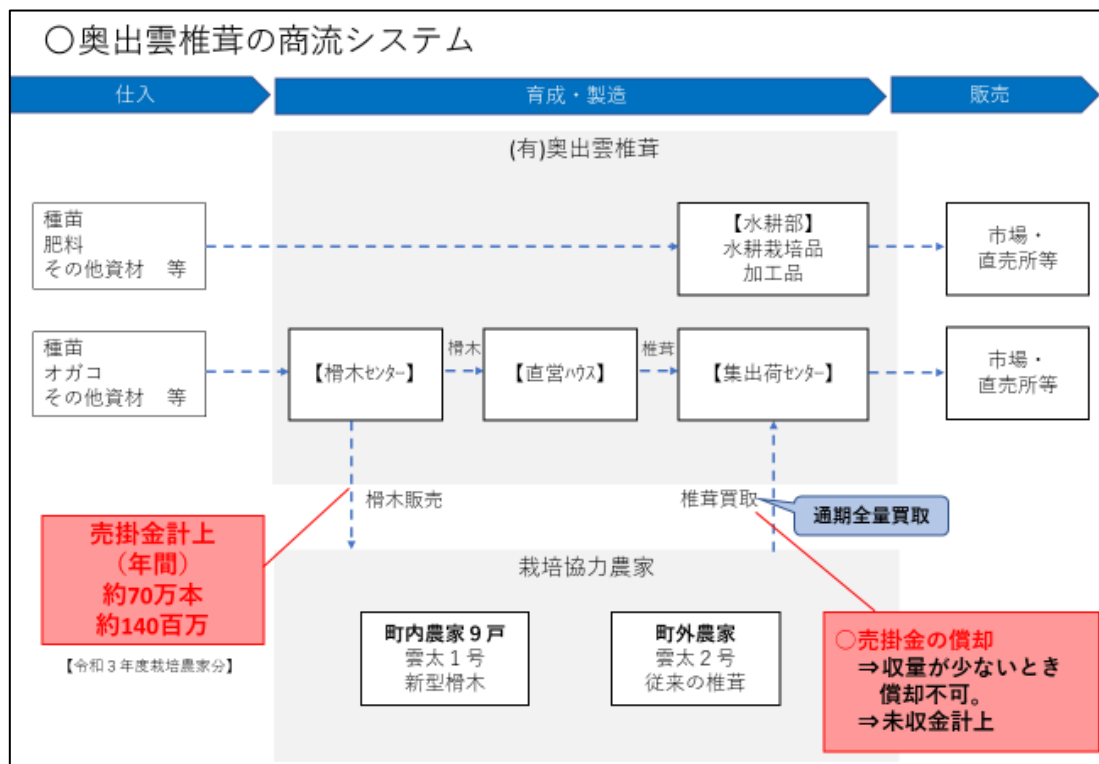 〇奥出雲椎茸の商流システム
仕入
育成・製造
販売
(有)奥出雲椎茸
種苗
肥料
その他資材　等
【水耕部】
水耕栽培品
加工品
市場・
直売所等
種苗
オガコ
その他資材　等
【榾木ｾﾝﾀｰ】
榾木
【直営ﾊｳｽ】
椎茸
【集出荷ｾﾝﾀｰ】
市場・
直売所等
榾木販売
椎茸買取
通期全量買取
売掛金計上
（年間）
約70万本
約140百万
【令和３年度栽培農家分】
栽培協力農家
町内農家９戸
雲太１号
新型榾木
町外農家
雲太２号
従来の椎茸
○売掛金の償却
⇒収量が少ないとき
償却不可。
⇒未収金計上